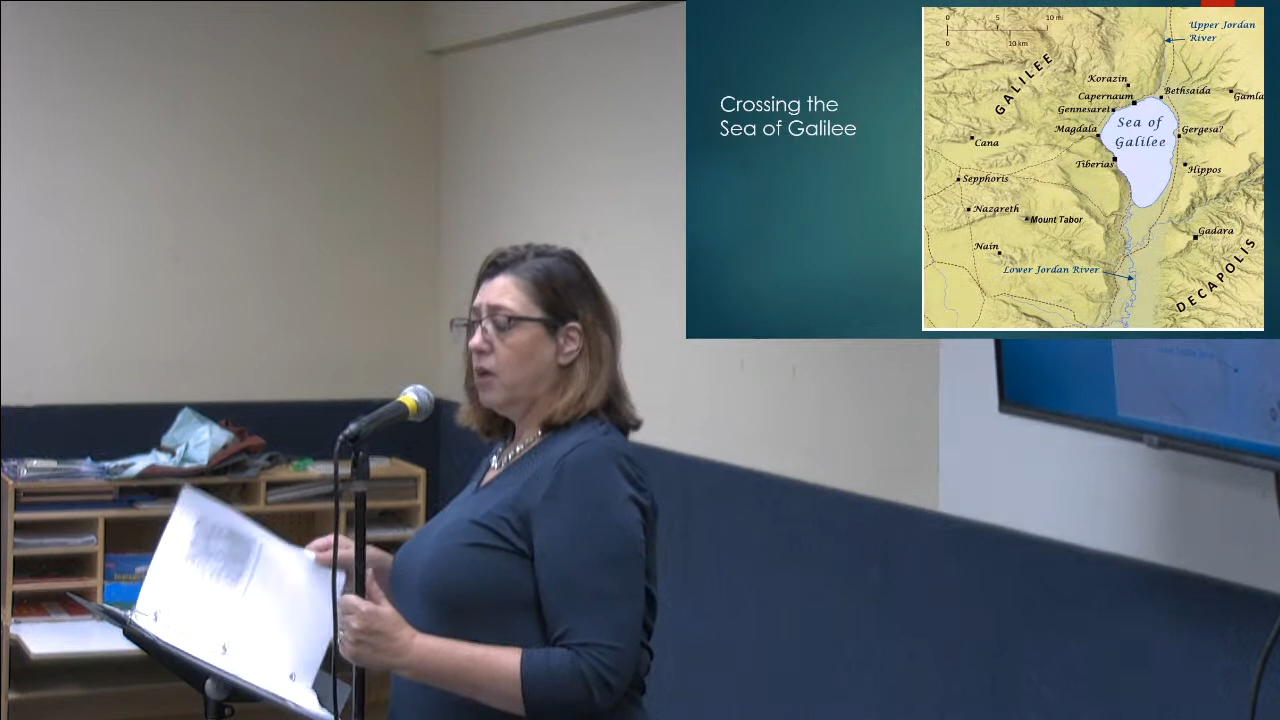 Crossing the
Sea of Galilee
0 5 10 mi
0 10 km
Upper Jordan
River
GALILEE
Korazin
Capernaum
Bethsaida
Gamla
Gennesaret
Sea of
Galilee
Magdala
Gergesa?
Cana
Tiberias
Hippos
Sepphoris
Nazareth
Mount Tabor
Gadara
Nain
Lower Jordan River
DECAPOLIS